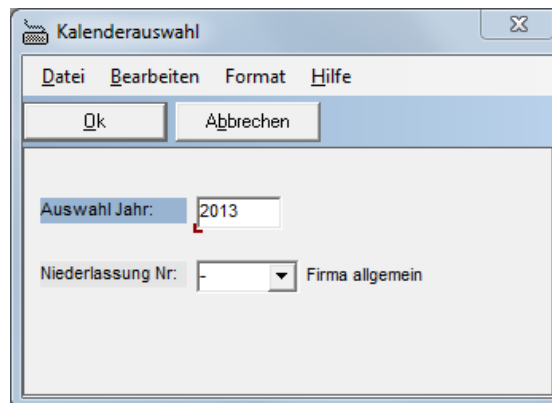 Kalenderauswahl
Datei Bearbeiten Format Hilfe
Ok Abbrechen
Auswahl Jahr: 2013
Niederlassung Nr: - Firma allgemein